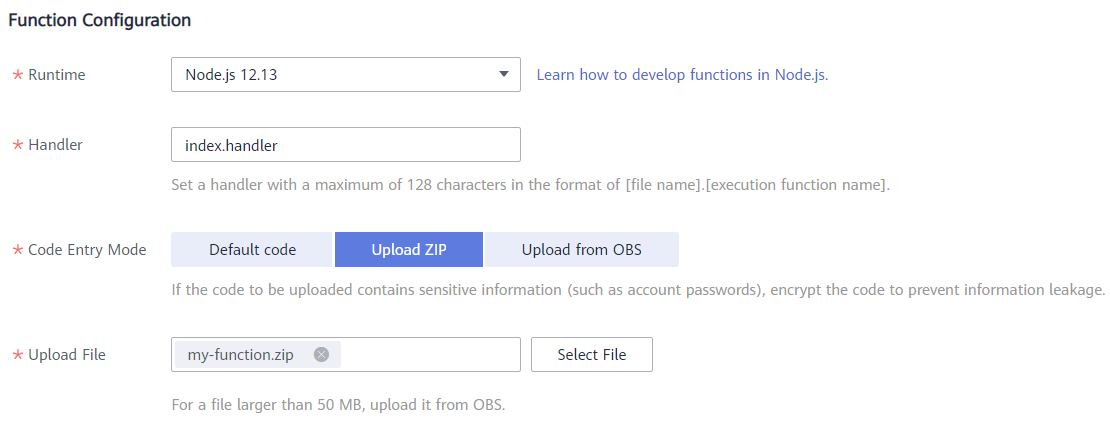 Function Configuration
* Runtime Node.js 12.13 Learn how to develop functions in Node.js.
* Handler index.handler
Set a handler with a maximum of 128 characters in the format of [file name].[execution function name].
* Code Entry Mode Default code Upload ZIP Upload from OBS
If the code to be uploaded contains sensitive information (such as account passwords), encrypt the code to prevent information leakage.
* Upload File my-function.zip Select File
For a file larger than 50 MB, upload it from OBS.